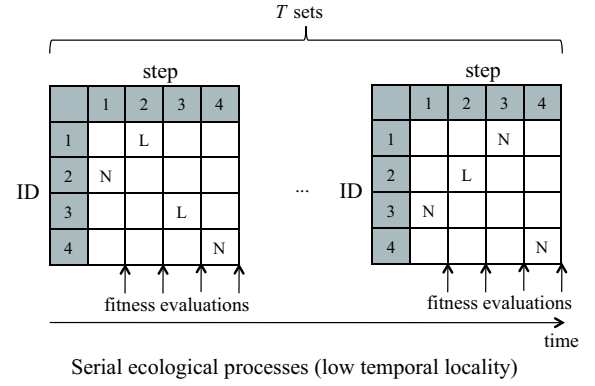 T sets
step
step
1 2 3 4
1 2 3 4
1 L
1 N
ID
2 N
...
ID
2 L
3 L
3 N
4 N
4 N
fitness evaluations
fitness evaluations
time
Serial ecological processes (low temporal locality)